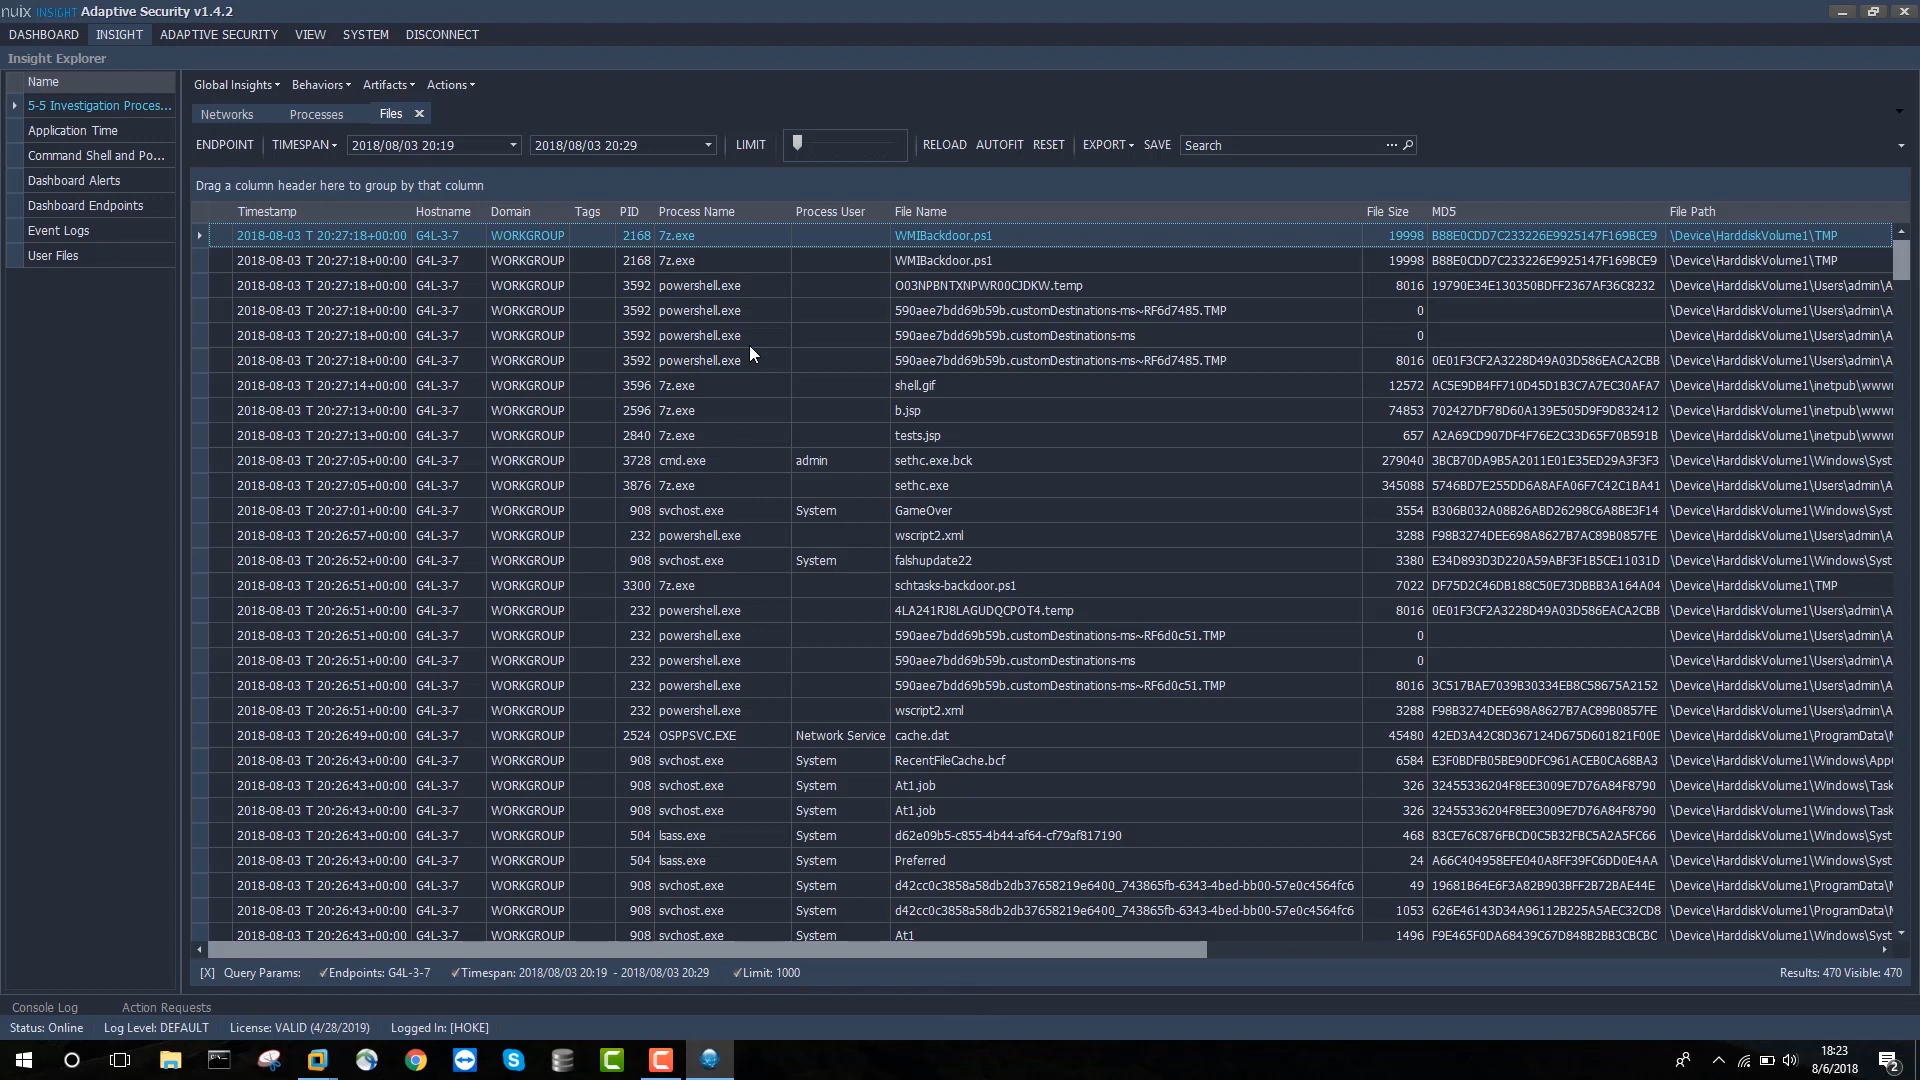 nuix INSIGHT Adaptive Security v1.4.2
DASHBOARD INSIGHT ADAPTIVE SECURITY VIEW SYSTEM DISCONNECT
Insight Explorer
Name
5-5 Investigation Proces...
Application Time
Command Shell and Po...
Dashboard Alerts
Dashboard Endpoints
Event Logs
User Files
Global Insights Behaviors Artifacts Actions
Networks Processes Files
ENDPOINT TIMESPAN 2018/08/03 20:19 2018/08/03 20:29 LIMIT RELOAD AUTOFIT RESET EXPORT SAVE Search
Drag a column header here to group by that column
Timestamp Hostname Domain Tags PID Process Name Process User File Name File Size MD5 File Path
2018-08-03 T 20:27:18+00:00 G4L-3-7 WORKGROUP 2168 7z.exe WMIBackdoor.ps1 19998 B88E0CDD7C233226E9925147F169BCE9 \Device\HarddiskVolume1\TMP
2018-08-03 T 20:27:18+00:00 G4L-3-7 WORKGROUP 2168 7z.exe WMIBackdoor.ps1 19998 B88E0CDD7C233226E9925147F169BCE9 \Device\HarddiskVolume1\TMP
2018-08-03 T 20:27:18+00:00 G4L-3-7 WORKGROUP 3592 powershell.exe O03NPBNTXNPWR00CJDKW.temp 8016 19790E34E130350BDFF2367AF36C8232 \Device\HarddiskVolume1\Users\admin\A
2018-08-03 T 20:27:18+00:00 G4L-3-7 WORKGROUP 3592 powershell.exe 590aee7bdd69b59b.customDestinations-ms~RF6d7485.TMP 0 \Device\HarddiskVolume1\Users\admin\A
2018-08-03 T 20:27:18+00:00 G4L-3-7 WORKGROUP 3592 powershell.exe 590aee7bdd69b59b.customDestinations-ms 0 \Device\HarddiskVolume1\Users\admin\A
2018-08-03 T 20:27:18+00:00 G4L-3-7 WORKGROUP 3592 powershell.exe 590aee7bdd69b59b.customDestinations-ms~RF6d7485.TMP 8016 0E01F3CF2A3228D49A03D586EACA2CBB \Device\HarddiskVolume1\Users\admin\A
2018-08-03 T 20:27:14+00:00 G4L-3-7 WORKGROUP 3596 7z.exe shell.gif 12572 AC5E9DB4FF710D45D1B3C7A7EC30AFA7 \Device\HarddiskVolume1\inetpub\wwwr
2018-08-03 T 20:27:13+00:00 G4L-3-7 WORKGROUP 2596 7z.exe b.jsp 74853 702427DF78D60A139E505D9F9D832412 \Device\HarddiskVolume1\inetpub\wwwr
2018-08-03 T 20:27:13+00:00 G4L-3-7 WORKGROUP 2840 7z.exe tests.jsp 657 A2A69CD907DF4F76E2C33D65F70B591B \Device\HarddiskVolume1\inetpub\wwwr
2018-08-03 T 20:27:05+00:00 G4L-3-7 WORKGROUP 3728 cmd.exe admin sethc.exe.bck 279040 3BCB70DA9B5A2011E01E35ED29A3F3F3 \Device\HarddiskVolume1\Windows\Syst
2018-08-03 T 20:27:05+00:00 G4L-3-7 WORKGROUP 3876 7z.exe sethc.exe 345088 5746BD7E255DD6A8AFA06F7C42C1BA41 \Device\HarddiskVolume1\Users\admin\A
2018-08-03 T 20:27:01+00:00 G4L-3-7 WORKGROUP 908 svchost.exe System GameOver 3554 B306B032A08B26ABD26298C6A8BE3F14 \Device\HarddiskVolume1\Windows\Syst
2018-08-03 T 20:26:57+00:00 G4L-3-7 WORKGROUP 232 powershell.exe wscript2.xml 3288 F98B3274DEE698A8627B7AC89B0857FE \Device\HarddiskVolume1\Users\admin\A
2018-08-03 T 20:26:52+00:00 G4L-3-7 WORKGROUP 908 svchost.exe System falshupdate22 3380 E34D893D3D220A59ABF3F1B5CE11031D \Device\HarddiskVolume1\Windows\Syst
2018-08-03 T 20:26:51+00:00 G4L-3-7 WORKGROUP 3300 7z.exe schtasks-backdoor.ps1 7022 DF75D2C46DB188C50E73DBBB3A164A04 \Device\HarddiskVolume1\TMP
2018-08-03 T 20:26:51+00:00 G4L-3-7 WORKGROUP 232 powershell.exe 4LA241RJ8LAGUDQCPOT4.temp 8016 0E01F3CF2A3228D49A03D586EACA2CBB \Device\HarddiskVolume1\Users\admin\A
2018-08-03 T 20:26:51+00:00 G4L-3-7 WORKGROUP 232 powershell.exe 590aee7bdd69b59b.customDestinations-ms~RF6d0c51.TMP 0 \Device\HarddiskVolume1\Users\admin\A
2018-08-03 T 20:26:51+00:00 G4L-3-7 WORKGROUP 232 powershell.exe 590aee7bdd69b59b.customDestinations-ms 0 \Device\HarddiskVolume1\Users\admin\A
2018-08-03 T 20:26:51+00:00 G4L-3-7 WORKGROUP 232 powershell.exe 590aee7bdd69b59b.customDestinations-ms~RF6d0c51.TMP 8016 3C517BAE7039B30334EB8C58675A2152 \Device\HarddiskVolume1\Users\admin\A
2018-08-03 T 20:26:51+00:00 G4L-3-7 WORKGROUP 232 powershell.exe wscript2.xml 3288 F98B3274DEE698A8627B7AC89B0857FE \Device\HarddiskVolume1\Users\admin\A
2018-08-03 T 20:26:49+00:00 G4L-3-7 WORKGROUP 2524 OSPPSVC.EXE Network Service cache.dat 45480 42ED3A42C8D367124D675D601821F00E \Device\HarddiskVolume1\ProgramData\M
2018-08-03 T 20:26:43+00:00 G4L-3-7 WORKGROUP 908 svchost.exe System RecentFileCache.bcf 6584 E3F0BDFB05BE90DFC961ACEB0CA68BA3 \Device\HarddiskVolume1\Windows\AppC
2018-08-03 T 20:26:43+00:00 G4L-3-7 WORKGROUP 908 svchost.exe System At1.job 326 32455336204F8EE3009E7D76A84F8790 \Device\HarddiskVolume1\Windows\Task
2018-08-03 T 20:26:43+00:00 G4L-3-7 WORKGROUP 908 svchost.exe System At1.job 326 32455336204F8EE3009E7D76A84F8790 \Device\HarddiskVolume1\Windows\Task
2018-08-03 T 20:26:43+00:00 G4L-3-7 WORKGROUP 504 lsass.exe System d62e09b5-c855-4b44-af64-cf79af817190 468 83CE76C876FBCD0C5B32FBC5A2A5FC66 \Device\HarddiskVolume1\Windows\Syst
2018-08-03 T 20:26:43+00:00 G4L-3-7 WORKGROUP 504 lsass.exe System Preferred 24 A66C404958EFE040A8FF39FC6DD0E4AA \Device\HarddiskVolume1\Windows\Syst
2018-08-03 T 20:26:43+00:00 G4L-3-7 WORKGROUP 908 svchost.exe System d42cc0c3858a58db2db37658219e6400_743865fb-6343-4bed-bb00-57e0c4564fc6 49 19681B64E6F3A82B903BFF2B72BAE44E \Device\HarddiskVolume1\ProgramData\M
2018-08-03 T 20:26:43+00:00 G4L-3-7 WORKGROUP 908 svchost.exe System d42cc0c3858a58db2db37658219e6400_743865fb-6343-4bed-bb00-57e0c4564fc6 1053 626E46143D34A96112B225A5AEC32CD8 \Device\HarddiskVolume1\ProgramData\M
2018-08-03 T 20:26:43+00:00 G4L-3-7 WORKGROUP 908 svchost.exe System At1 1496 F9E465F0DA68439C67D848B2BB3CBCBC \Device\HarddiskVolume1\Windows\Syst
[X] Query Params: ✓Endpoints: G4L-3-7 ✓Timespan: 2018/08/03 20:19 - 2018/08/03 20:29 ✓Limit: 1000 Results: 470 Visible: 470
Console Log Action Requests
Status: Online Log Level: DEFAULT License: VALID (4/28/2019) Logged In: [HOKE]
18:23
8/6/2018
2